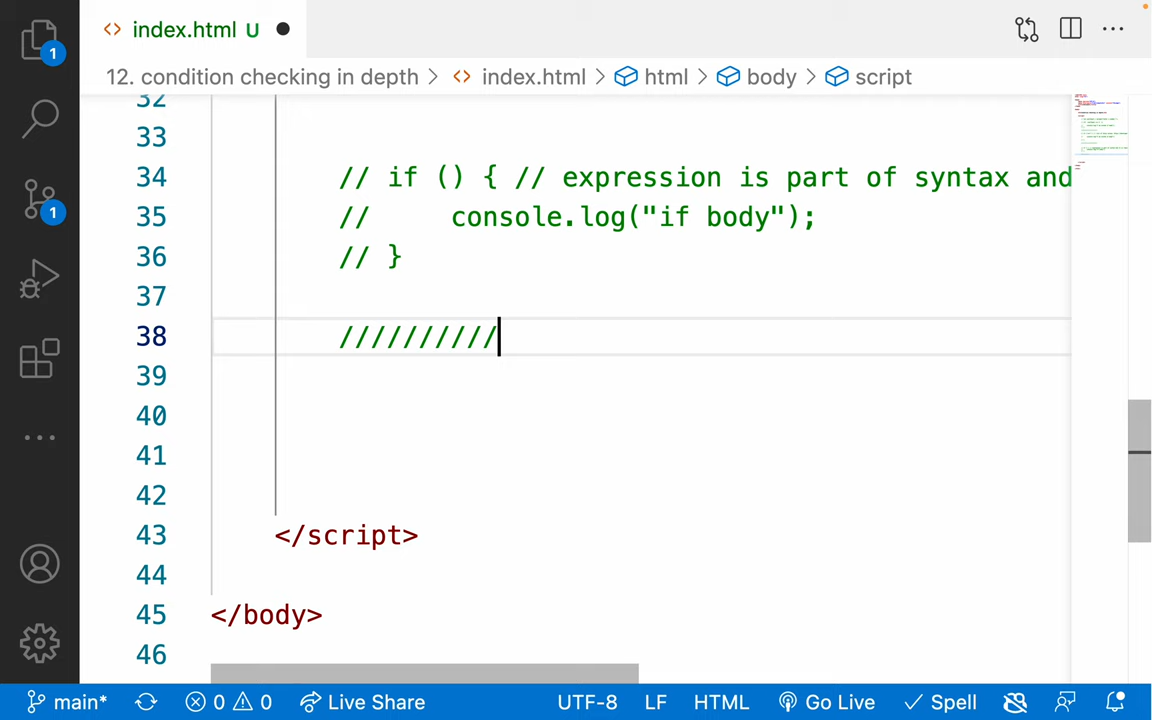 1
index.html U
12. condition checking in depth > index.html > html > body > script
32
33
34 // if () { // expression is part of syntax and
35 // console.log("if body");
36 // }
37
38 //////////
39
40
41
42
43 </script>
44
45 </body>
46
1
main* 0 0 Live Share UTF-8 LF HTML Go Live Spell